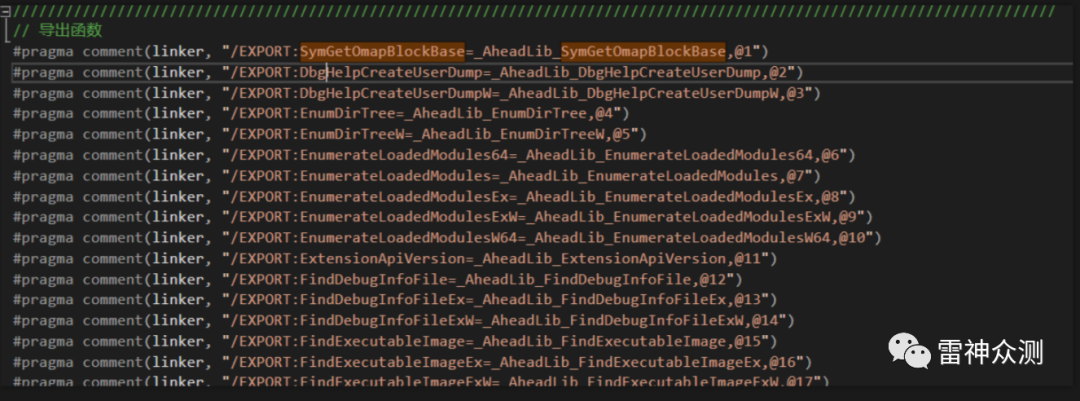 ////////////////////////////////////////////////////////////////////////////////////////////////////////////////////////
// 导出函数
#pragma comment(linker, "/EXPORT:SymGetOmapBlockBase=_AheadLib_SymGetOmapBlockBase,@1")
#pragma comment(linker, "/EXPORT:DbgHelpCreateUserDump=_AheadLib_DbgHelpCreateUserDump,@2")
#pragma comment(linker, "/EXPORT:DbgHelpCreateUserDumpW=_AheadLib_DbgHelpCreateUserDumpW,@3")
#pragma comment(linker, "/EXPORT:EnumDirTree=_AheadLib_EnumDirTree,@4")
#pragma comment(linker, "/EXPORT:EnumDirTreeW=_AheadLib_EnumDirTreeW,@5")
#pragma comment(linker, "/EXPORT:EnumerateLoadedModules64=_AheadLib_EnumerateLoadedModules64,@6")
#pragma comment(linker, "/EXPORT:EnumerateLoadedModules=_AheadLib_EnumerateLoadedModules,@7")
#pragma comment(linker, "/EXPORT:EnumerateLoadedModulesEx=_AheadLib_EnumerateLoadedModulesEx,@8")
#pragma comment(linker, "/EXPORT:EnumerateLoadedModulesExW=_AheadLib_EnumerateLoadedModulesExW,@9")
#pragma comment(linker, "/EXPORT:EnumerateLoadedModulesW64=_AheadLib_EnumerateLoadedModulesW64,@10")
#pragma comment(linker, "/EXPORT:ExtensionApiVersion=_AheadLib_ExtensionApiVersion,@11")
#pragma comment(linker, "/EXPORT:FindDebugInfoFile=_AheadLib_FindDebugInfoFile,@12")
#pragma comment(linker, "/EXPORT:FindDebugInfoFileEx=_AheadLib_FindDebugInfoFileEx,@13")
#pragma comment(linker, "/EXPORT:FindDebugInfoFileExW=_AheadLib_FindDebugInfoFileExW,@14")
#pragma comment(linker, "/EXPORT:FindExecutableImage=_AheadLib_FindExecutableImage,@15")
#pragma comment(linker, "/EXPORT:FindExecutableImageEx=_AheadLib_FindExecutableImageEx,@16")
#pragma comment(linker, "/EXPORT:FindExecutableImageExW=_AheadLib_FindExecutableImageExW,@17")
雷神众测